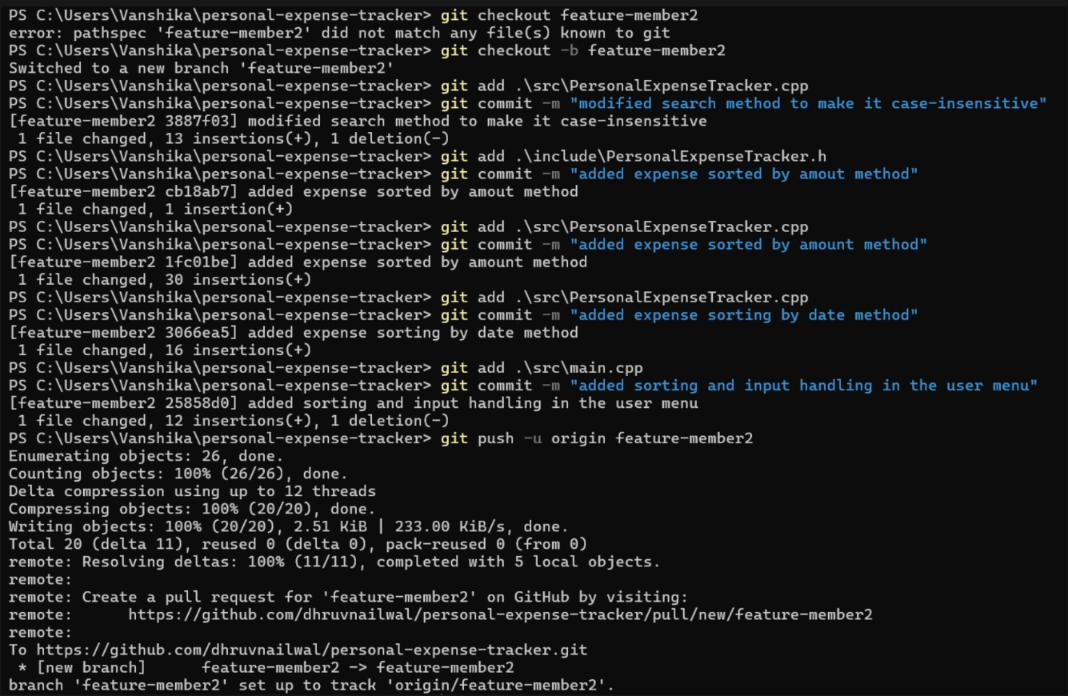 PS C:\Users\Vanshika\personal-expense-tracker> git checkout feature-member2
error: pathspec 'feature-member2' did not match any file(s) known to git
PS C:\Users\Vanshika\personal-expense-tracker> git checkout -b feature-member2
Switched to a new branch 'feature-member2'
PS C:\Users\Vanshika\personal-expense-tracker> git add .\src\PersonalExpenseTracker.cpp
PS C:\Users\Vanshika\personal-expense-tracker> git commit -m "modified search method to make it case-insensitive"
[feature-member2 3887f03] modified search method to make it case-insensitive
 1 file changed, 13 insertions(+), 1 deletion(-)
PS C:\Users\Vanshika\personal-expense-tracker> git add .\include\PersonalExpenseTracker.h
PS C:\Users\Vanshika\personal-expense-tracker> git commit -m "added expense sorted by amout method"
[feature-member2 cb18ab7] added expense sorted by amout method
 1 file changed, 1 insertion(+)
PS C:\Users\Vanshika\personal-expense-tracker> git add .\src\PersonalExpenseTracker.cpp
PS C:\Users\Vanshika\personal-expense-tracker> git commit -m "added expense sorted by amount method"
[feature-member2 1fc01be] added expense sorted by amount method
 1 file changed, 30 insertions(+)
PS C:\Users\Vanshika\personal-expense-tracker> git add .\src\PersonalExpenseTracker.cpp
PS C:\Users\Vanshika\personal-expense-tracker> git commit -m "added expense sorting by date method"
[feature-member2 3066ea5] added expense sorting by date method
 1 file changed, 16 insertions(+)
PS C:\Users\Vanshika\personal-expense-tracker> git add .\src\main.cpp
PS C:\Users\Vanshika\personal-expense-tracker> git commit -m "added sorting and input handling in the user menu"
[feature-member2 25858d0] added sorting and input handling in the user menu
 1 file changed, 12 insertions(+), 1 deletion(-)
PS C:\Users\Vanshika\personal-expense-tracker> git push -u origin feature-member2
Enumerating objects: 26, done.
Counting objects: 100% (26/26), done.
Delta compression using up to 12 threads
Compressing objects: 100% (20/20), done.
Writing objects: 100% (20/20), 2.51 KiB | 233.00 KiB/s, done.
Total 20 (delta 11), reused 0 (delta 0), pack-reused 0 (from 0)
remote: Resolving deltas: 100% (11/11), completed with 5 local objects.
remote:
remote: Create a pull request for 'feature-member2' on GitHub by visiting:
remote:      https://github.com/dhruvnailwal/personal-expense-tracker/pull/new/feature-member2
remote:
To https://github.com/dhruvnailwal/personal-expense-tracker.git
 * [new branch]      feature-member2 -> feature-member2
branch 'feature-member2' set up to track 'origin/feature-member2'.